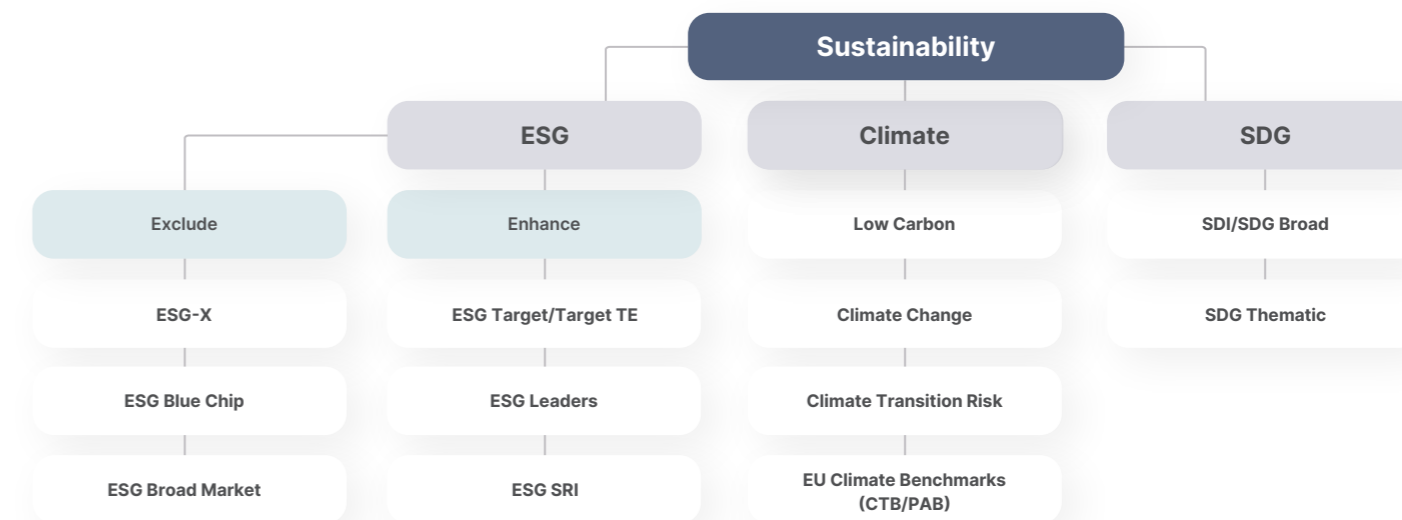 Sustainability
ESG
Climate
SDG
Exclude
Enhance
Low Carbon
SDI/SDG Broad
ESG-X
ESG Target/Target TE
Climate Change
SDG Thematic
ESG Blue Chip
ESG Leaders
Climate Transition Risk
ESG Broad Market
ESG SRI
EU Climate Benchmarks
(CTB/PAB)